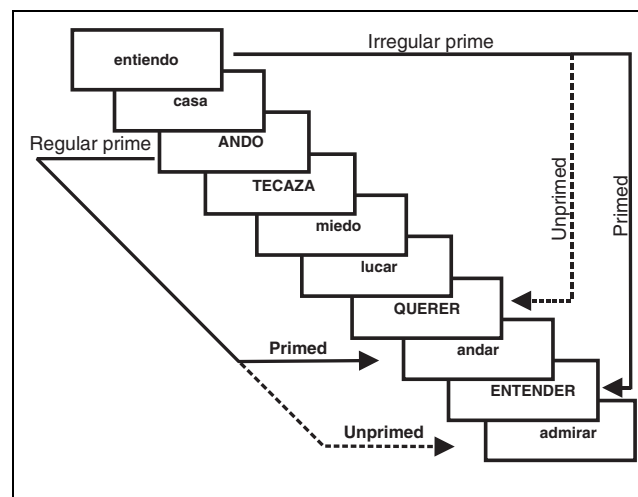 entiendo
Irregular prime
casa
Regular prime
ANDO
TECAZA
miedo
lucar
QUERER
Unprimed
Primed
andar
Primed
ENTENDER
admirar
Unprimed